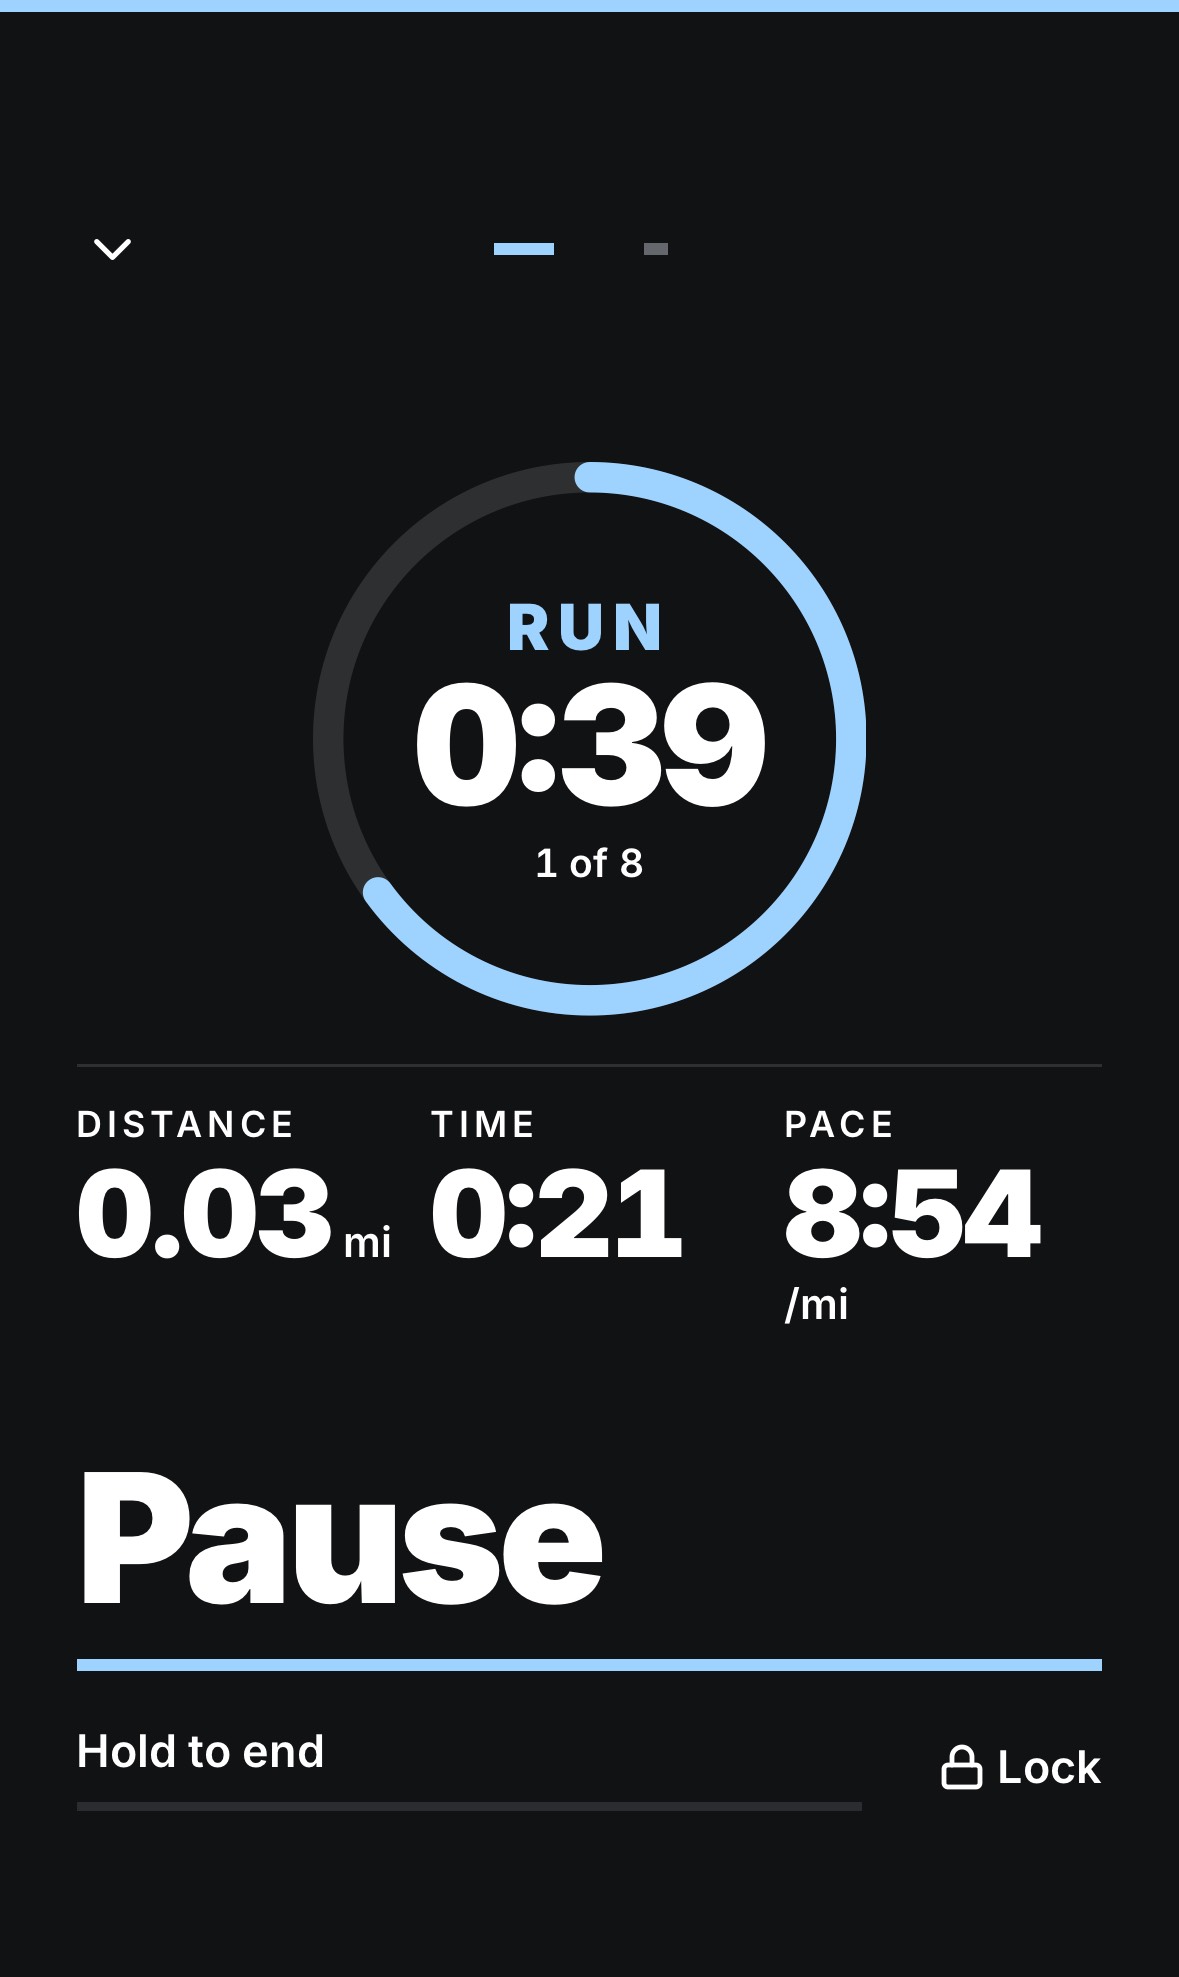 RUN
0:39
1 of 8
DISTANCE TIME PACE
0.03 mi 0:21 8:54
/mi
Pause
Hold to end
Lock